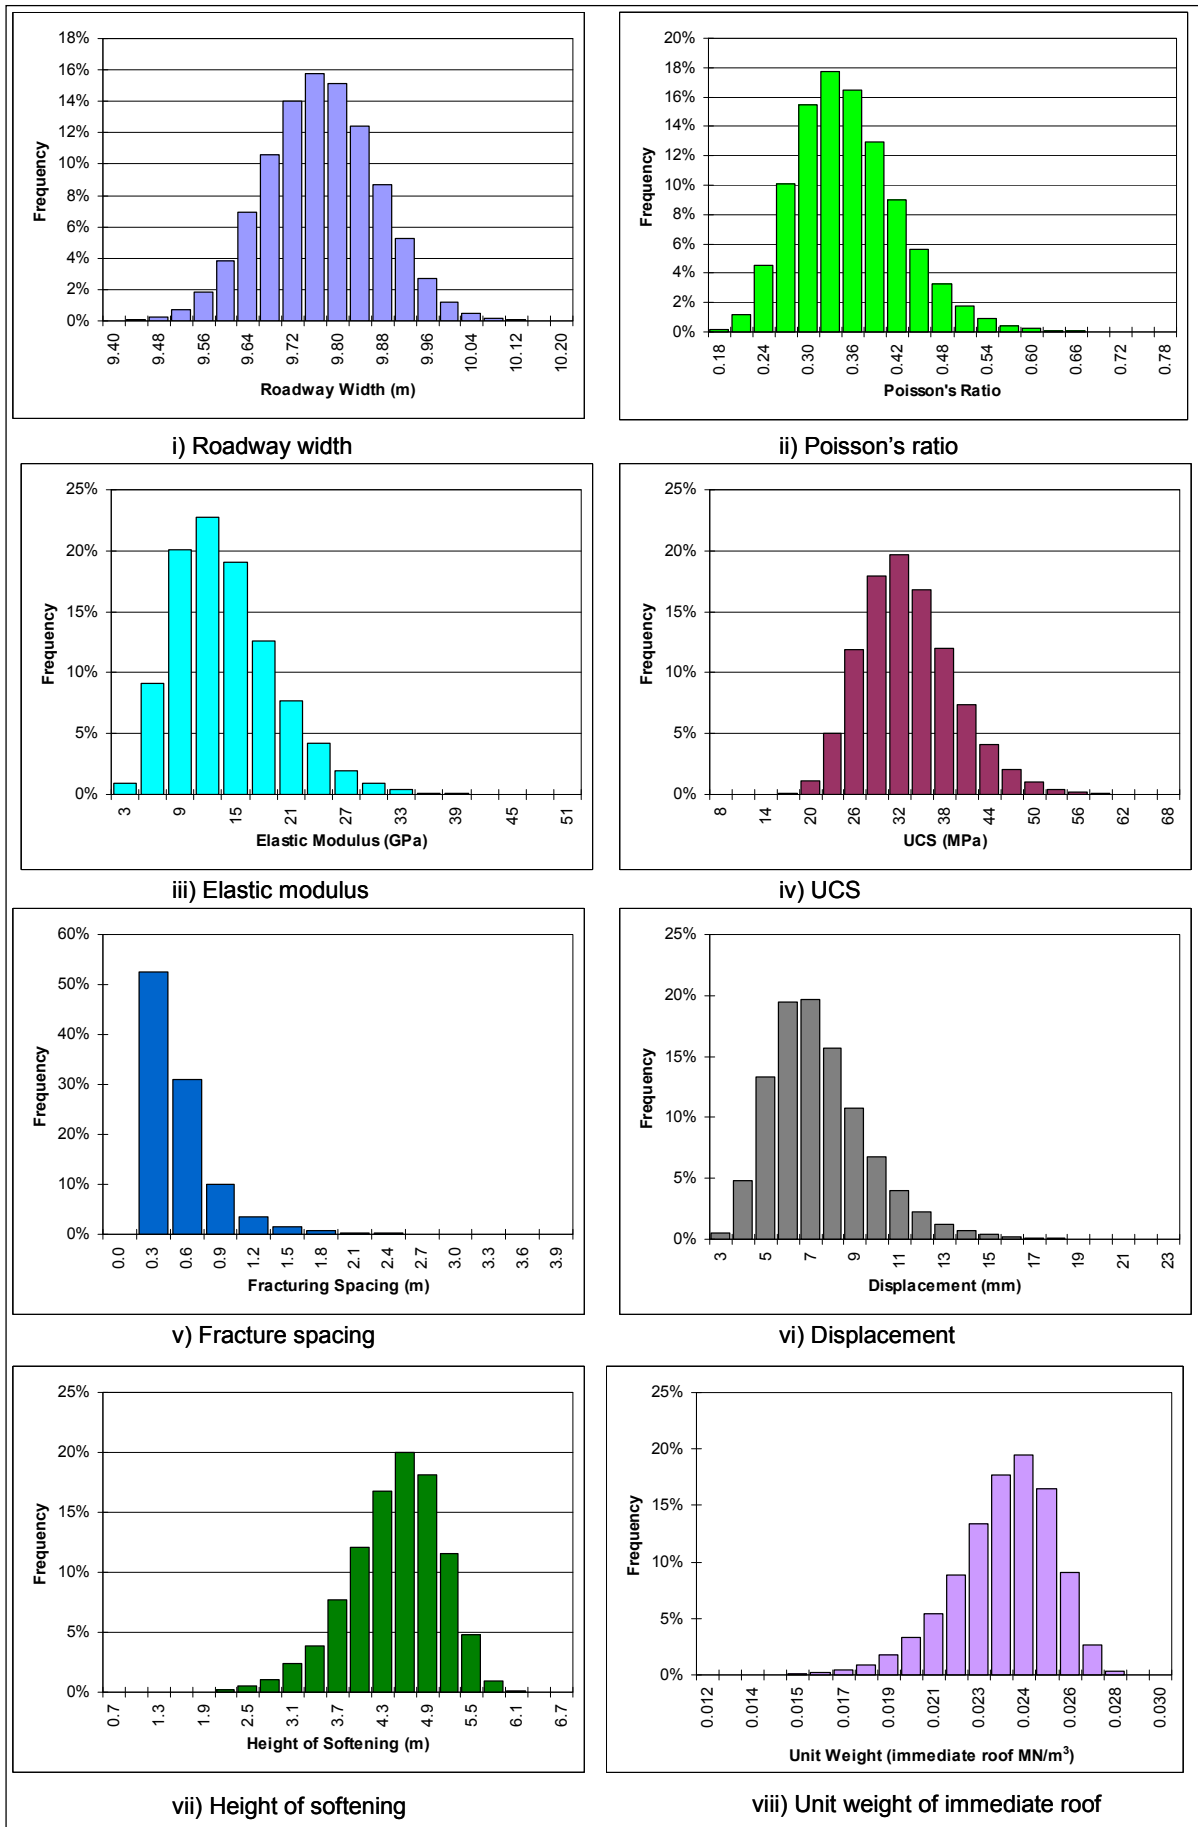 18%
16%
14%
12%
10%
8%
6%
4%
2%
0%
Frequency
9.40 9.48 9.56 9.64 9.72 9.80 9.88 9.96 10.04 10.12 10.20
Roadway Width (m)
i) Roadway width
20%
18%
16%
14%
12%
10%
8%
6%
4%
2%
0%
Frequency
0.18 0.24 0.30 0.36 0.42 0.48 0.54 0.60 0.66 0.72 0.78
Poisson's Ratio
ii) Poisson’s ratio
25%
20%
15%
10%
5%
0%
Frequency
3 9 15 21 27 33 39 45 51
Elastic Modulus (GPa)
iii) Elastic modulus
25%
20%
15%
10%
5%
0%
Frequency
8 14 20 26 32 38 44 50 56 62 68
UCS (MPa)
iv) UCS
60%
50%
40%
30%
20%
10%
0%
Frequency
0.0 0.3 0.6 0.9 1.2 1.5 1.8 2.1 2.4 2.7 3.0 3.3 3.6 3.9
Fracturing Spacing (m)
v) Fracture spacing
25%
20%
15%
10%
5%
0%
Frequency
3 5 7 9 11 13 15 17 19 21 23
Displacement (mm)
vi) Displacement
25%
20%
15%
10%
5%
0%
Frequency
0.7 1.3 1.9 2.5 3.1 3.7 4.3 4.9 5.5 6.1 6.7
Height of Softening (m)
vii) Height of softening
25%
20%
15%
10%
5%
0%
Frequency
0.012 0.014 0.015 0.017 0.019 0.021 0.023 0.024 0.026 0.028 0.030
Unit Weight (immediate roof MN/m³)
viii) Unit weight of immediate roof